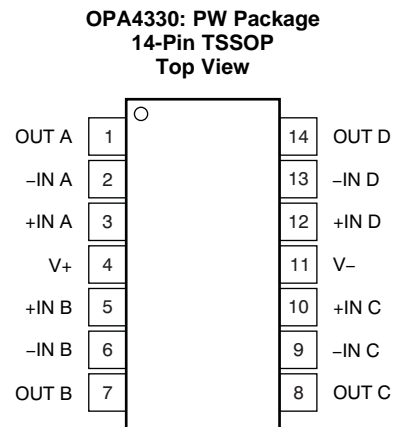 OPA4330: PW Package
14-Pin TSSOP
Top View
OUT A 1 14 OUT D
−IN A 2 13 −IN D
+IN A 3 12 +IN D
V+ 4 11 V−
+IN B 5 10 +IN C
−IN B 6 9 −IN C
OUT B 7 8 OUT C